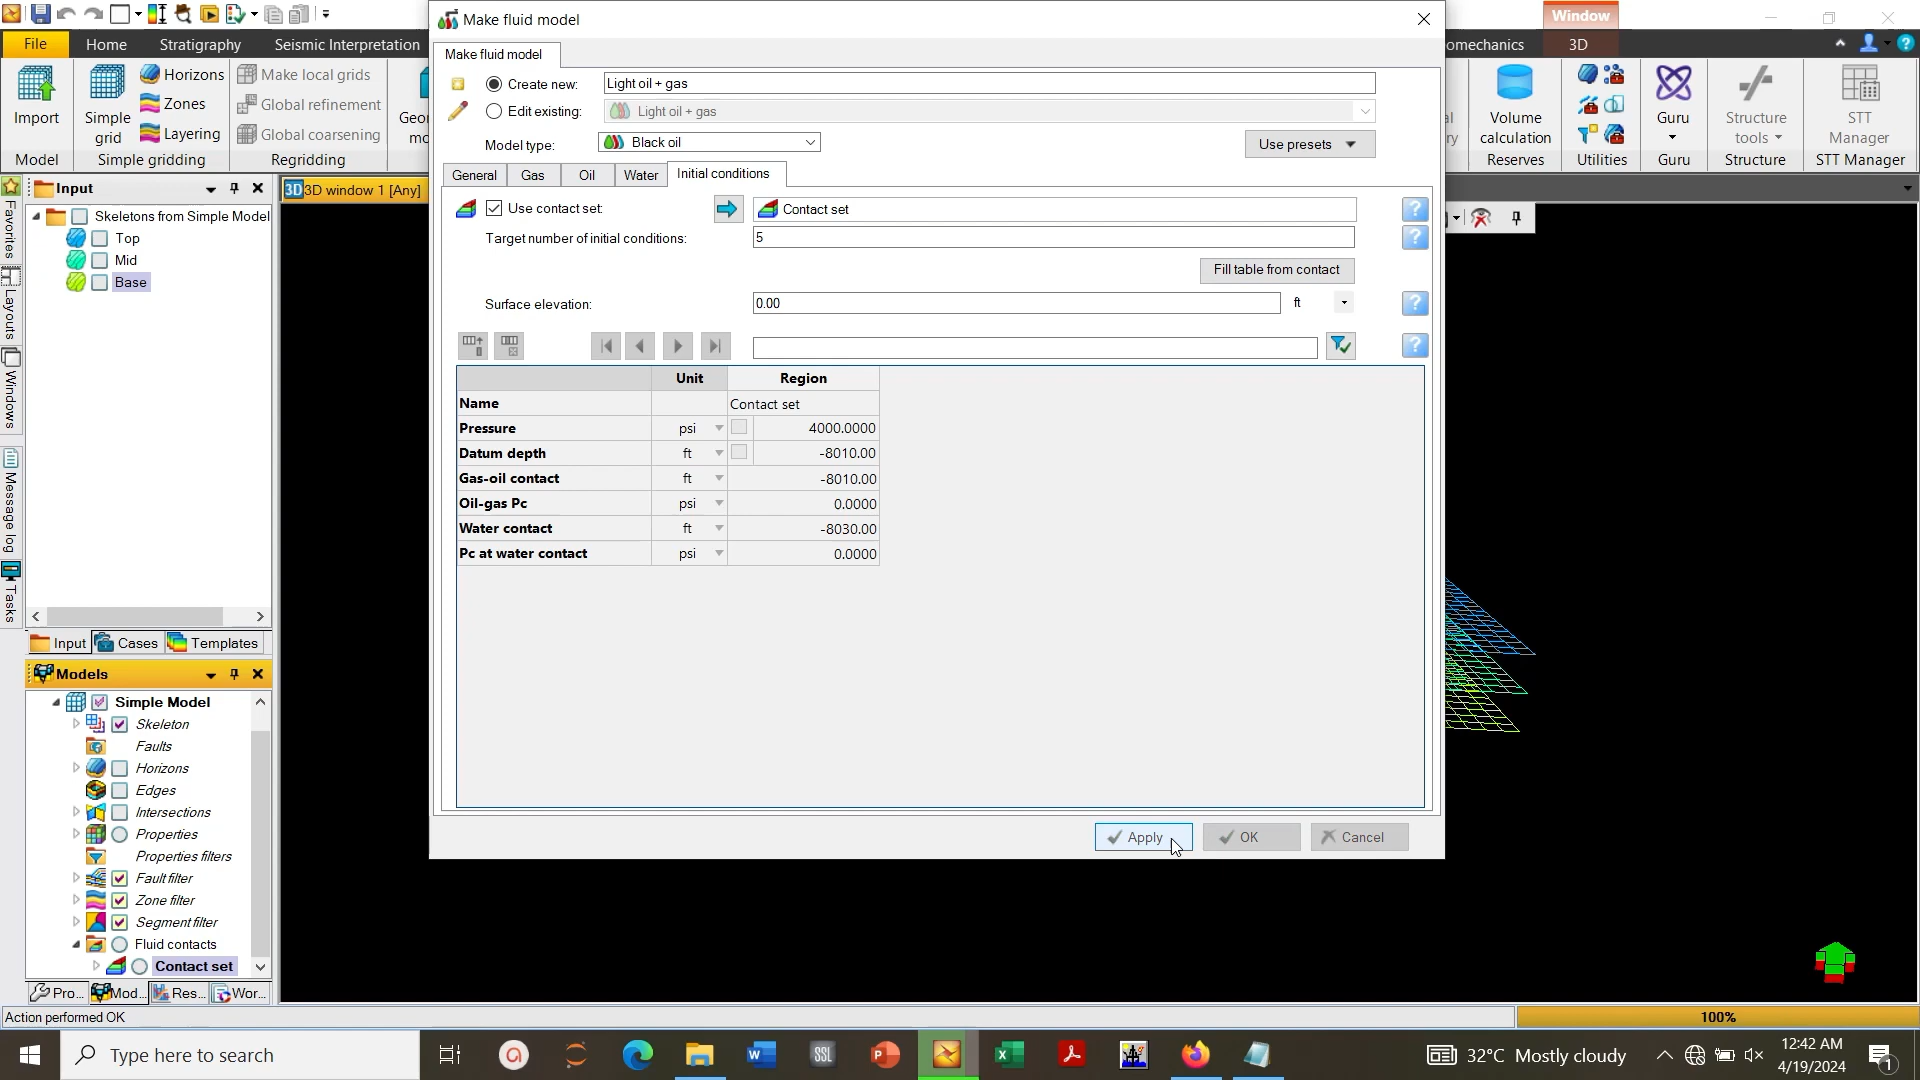 Make fluid model
Window
File
Home
Stratigraphy
Seismic Interpretation
omechanics
3D
Import
Model
Simple
grid
Horizons
Zones
Layering
Simple gridding
Make local grids
Global refinement
Global coarsening
Regridding
Geor
mo
Make fluid model
Create new:
Light oil + gas
Edit existing:
Light oil + gas
Model type:
Black oil
Use presets
General
Gas
Oil
Water
Initial conditions
Use contact set:
Contact set
Target number of initial conditions:
5
Fill table from contact
Surface elevation:
0.00
ft
Unit
Region
Name
Contact set
Pressure
psi
4000.0000
Datum depth
ft
-8010.00
Gas-oil contact
ft
-8010.00
Oil-gas Pc
psi
0.0000
Water contact
ft
-8030.00
Pc at water contact
psi
0.0000
Apply
OK
Cancel
Volume
calculation
Reserves
Utilities
Guru
Guru
Structure
tools
Structure
STT
Manager
STT Manager
Favorites
Layouts
Windows
Message log
Tasks
Input
3D 3D window 1 [Any]
Skeletons from Simple Model
Top
Mid
Base
Input
Cases
Templates
Models
Simple Model
Skeleton
Faults
Horizons
Edges
Intersections
Properties
Properties filters
Fault filter
Zone filter
Segment filter
Fluid contacts
Contact set
Pro...
Mod...
Res...
Wor...
Action performed OK
100%
Type here to search
SSL
32°C Mostly cloudy
12:42 AM
4/19/2024
1